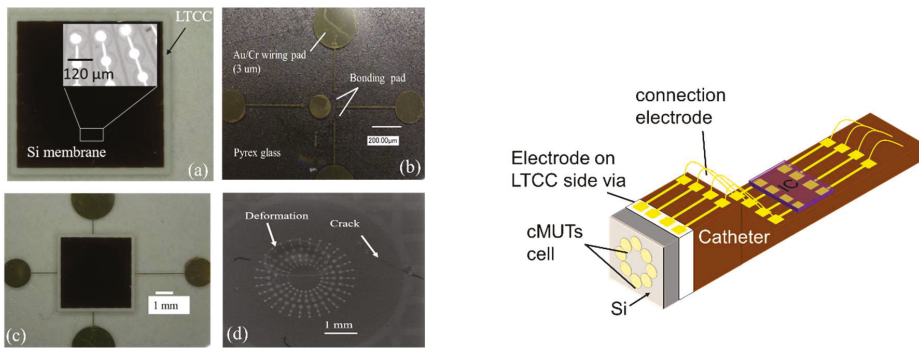 LTCC
120 μm
Si membrane
(a)
Au/Cr wiring pad
(3 um)
Bonding pad
200.00μm
Pyrex glass
(b)
1 mm
(c)
Deformation
Crack
1 mm
(d)
connection
electrode
Electrode on
LTCC side via
IC
cMUTs
cell
Catheter
Si